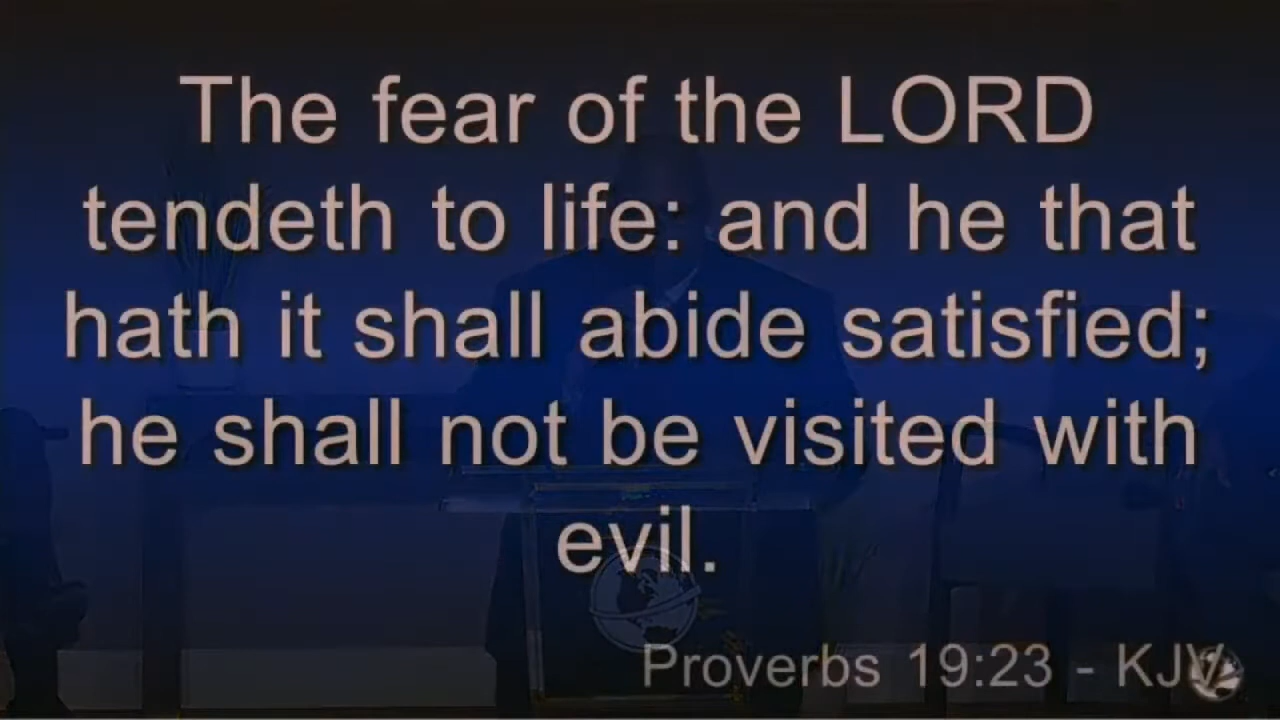 The fear of the LORD
tendeth to life: and he that
hath it shall abide satisfied;
he shall not be visited with
evil.
Proverbs 19:23 - KJV